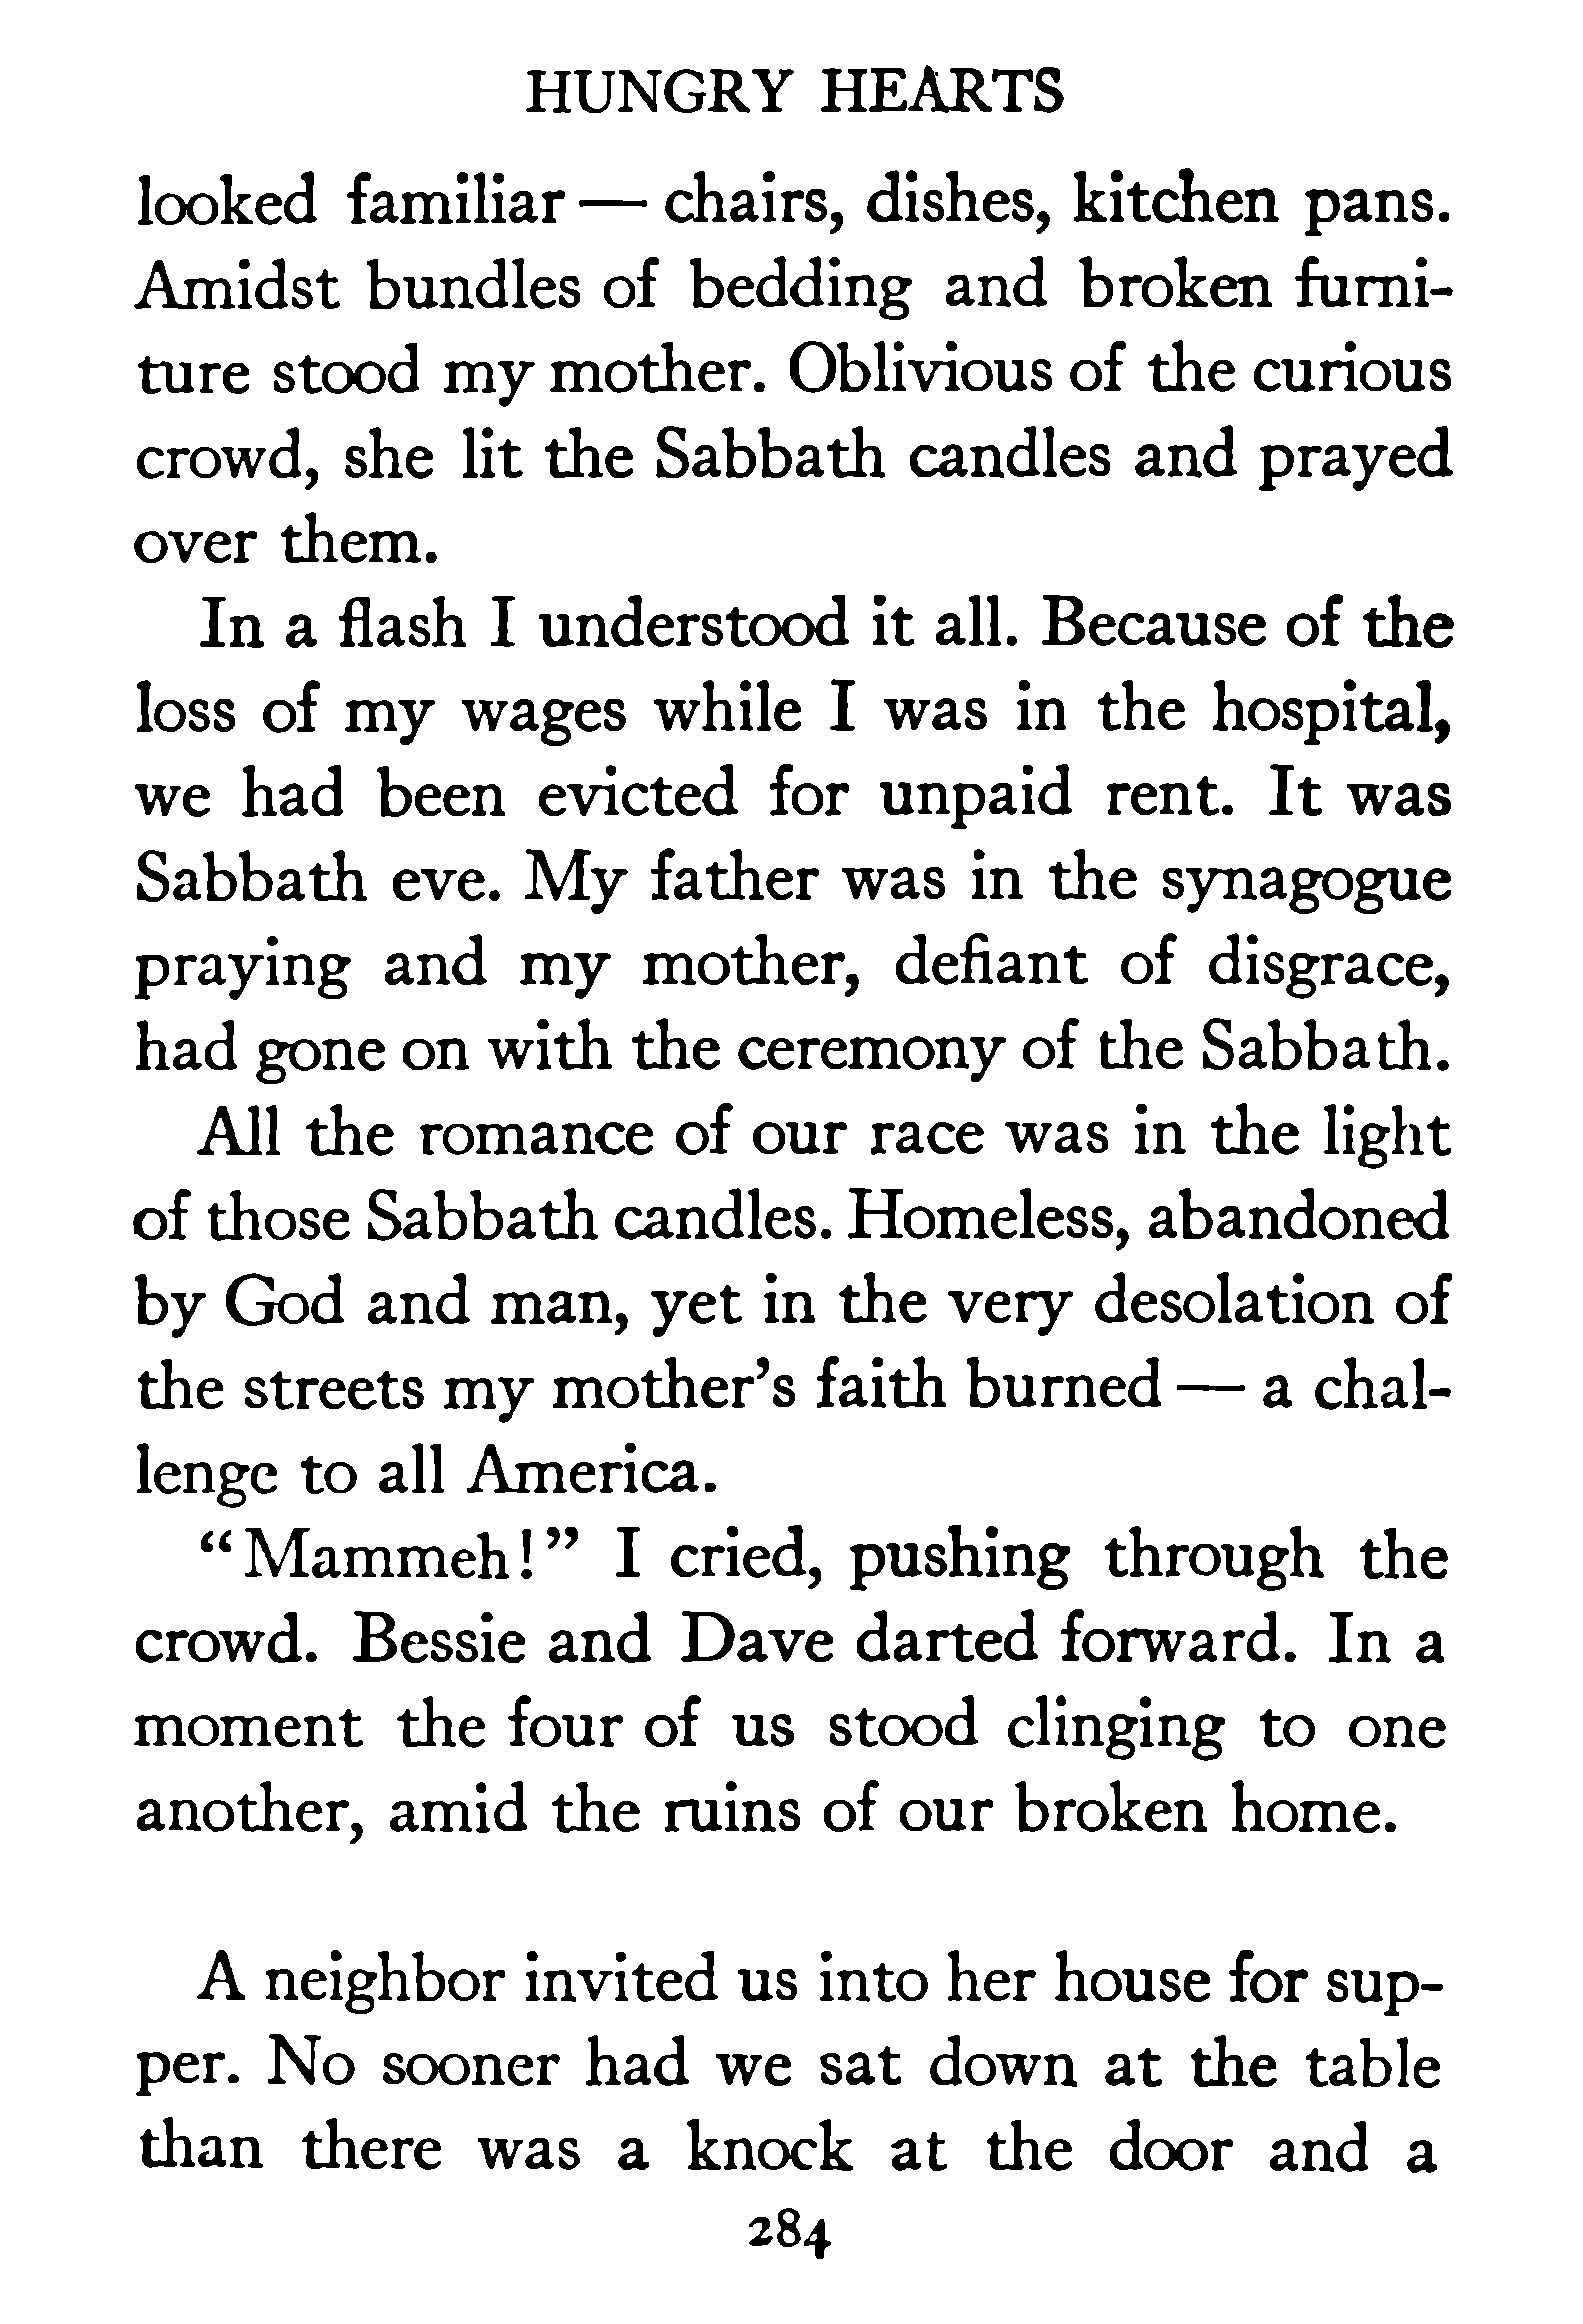 HUNGRY HEARTS
looked familiar — chairs, dishes, kitchen pans.
Amidst bundles of bedding and broken furni-
ture stood my mother. Oblivious of the curious
crowd, she lit the Sabbath candles and prayed
over them.
In a flash I understood it all. Because of the
loss of my wages while I was in the hospital,
we had been evicted for unpaid rent. It was
Sabbath eve. My father was in the synagogue
praying and my mother, defiant of disgrace,
had gone on with the ceremony of the Sabbath.
All the romance of our race was in the light
of those Sabbath candles. Homeless, abandoned
by God and man, yet in the very desolation of
the streets my mother’s faith burned — a chal-
lenge to all America.
“Mammeh!” I cried, pushing through the
crowd. Bessie and Dave darted forward. In a
moment the four of us stood clinging to one
another, amid the ruins of our broken home.
A neighbor invited us into her house for sup-
per. No sooner had we sat down at the table
than there was a knock at the door and a
284